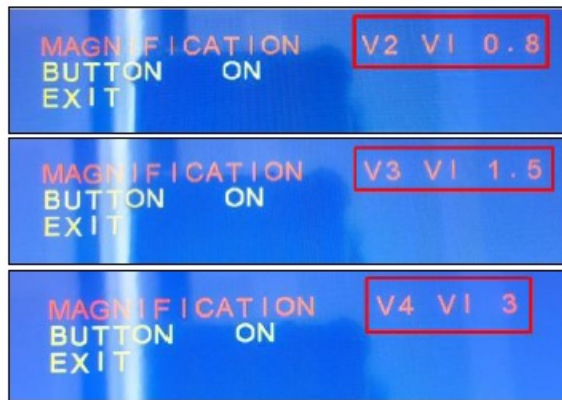 MAGNIFICATION V2 VI 0.8
BUTTON ON
EXIT
MAGNIFICATION V3 VI 1.5
BUTTON ON
EXIT
MAGNIFICATION V4 VI 3
BUTTON ON
EXIT